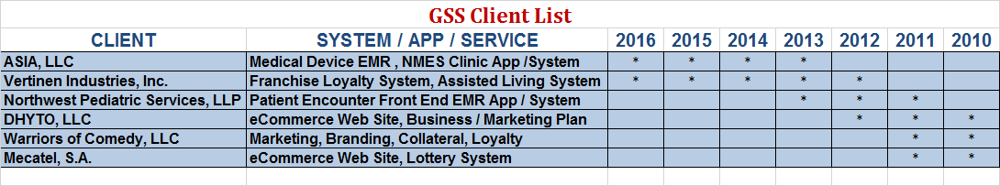 GSS Client List
CLIENT SYSTEM / APP / SERVICE 2016 2015 2014 2013 2012 2011 2010
ASIA, LLC Medical Device EMR , NMES Clinic App /System * * * *
Vertinen Industries, Inc. Franchise Loyalty System, Assisted Living System * * * * *
Northwest Pediatric Services, LLP Patient Encounter Front End EMR App / System * * *
DHYTO, LLC eCommerce Web Site, Business / Marketing Plan * * *
Warriors of Comedy, LLC Marketing, Branding, Collateral, Loyalty * *
Mecatel, S.A. eCommerce Web Site, Lottery System * *